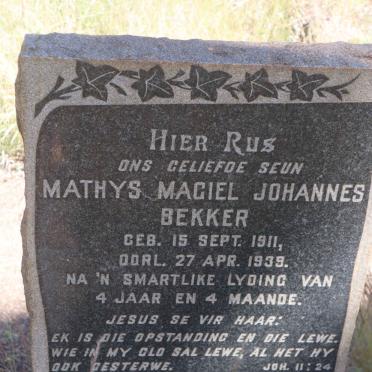 HIER RUS
ONS GELIEFDE SEUN
MATHYS MAGIEL JOHANNES
BEKKER
GEB. 15 SEPT. 1911,
OORL. 27 APR. 1939.
NA 'N SMARTLIKE LYDING VAN
4 JAAR EN 4 MAANDE.
JESUS SE VIR HAAR:
EK IS DIE OPSTANDING EN DIE LEWE.
WIE IN MY GLO SAL LEWE, AL HET HY
OOK GESTERWE. JOH. 11:24